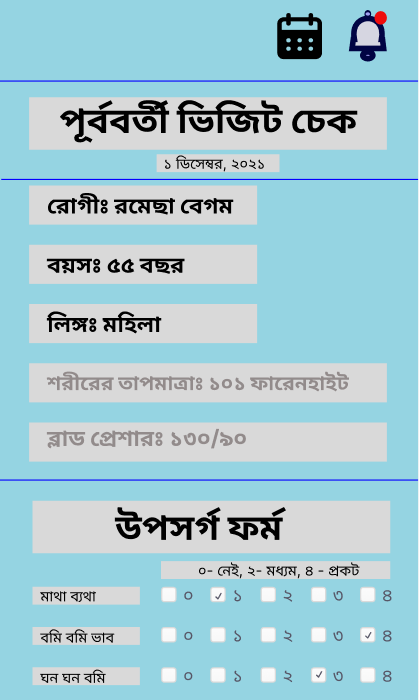 পূর্ববর্তী ভিজিট চেক
১ ডিসেম্বর, ২০২১
রোগীঃ রমেছা বেগম
বয়সঃ ৫৫ বছর
লিঙ্গঃ মহিলা
শরীরের তাপমাত্রাঃ ১০১ ফারেনহাইট
ব্লাড প্রেশারঃ ১৩০/৯০
উপসর্গ ফর্ম
০- নেই, ২- মধ্যম, ৪ - প্রকট
মাথা ব্যথা ০ ১ ২ ৩ ৪
বমি বমি ভাব ০ ১ ২ ৩ ৪
ঘন ঘন বমি ০ ১ ২ ৩ ৪